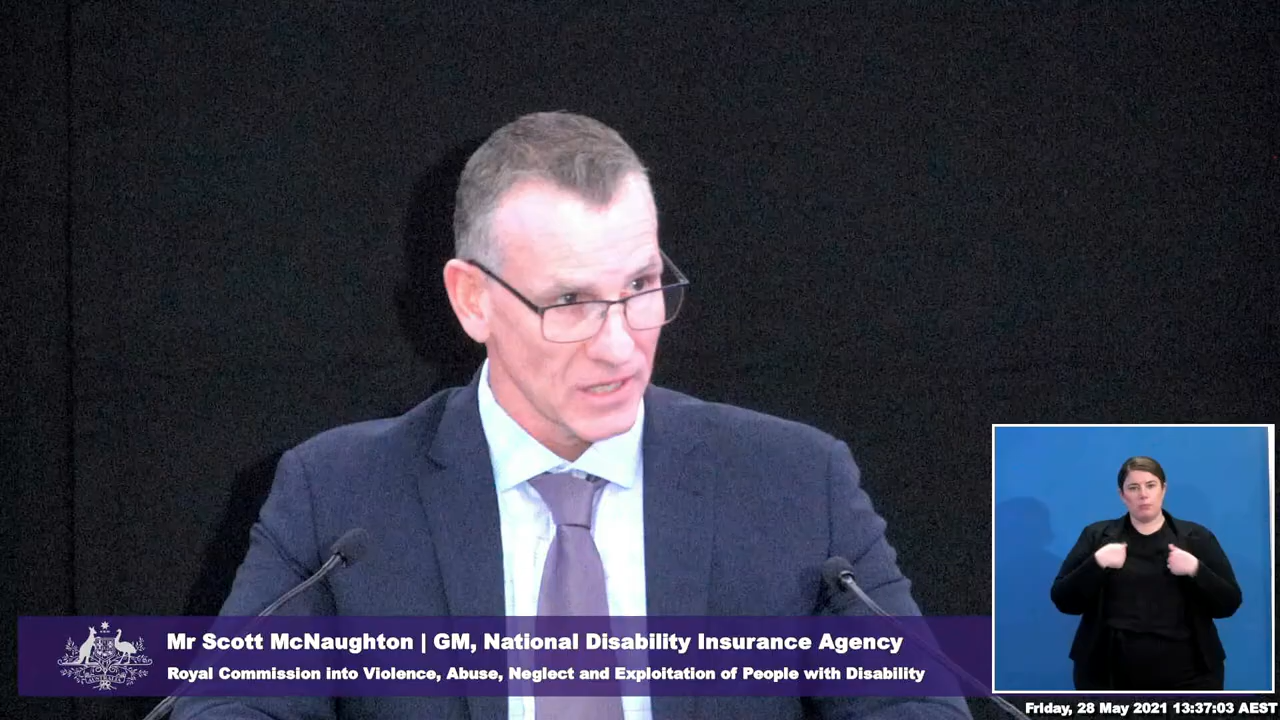 Mr Scott McNaughton | GM, National Disability Insurance Agency
Royal Commission into Violence, Abuse, Neglect and Exploitation of People with Disability
Friday, 28 May 2021 13:37:03 AEST